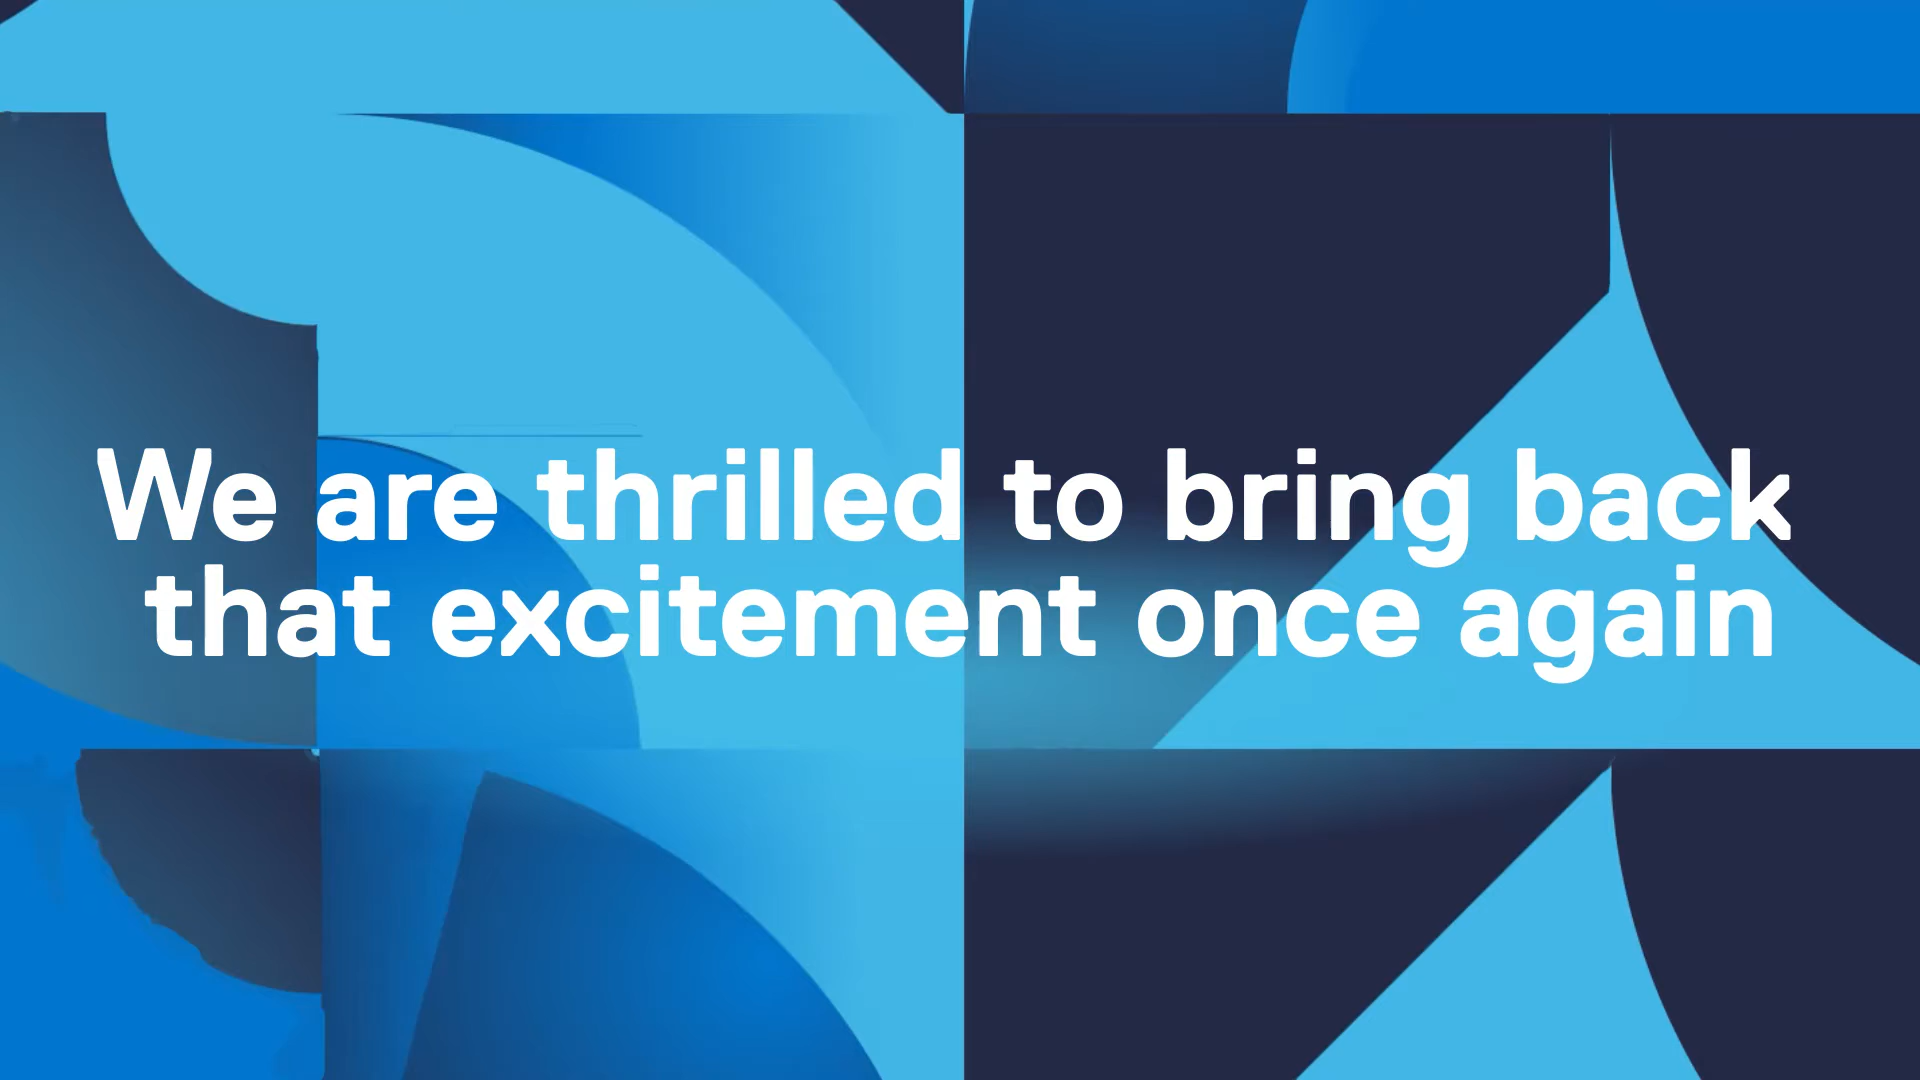 We are thrilled to bring back
that excitement once again